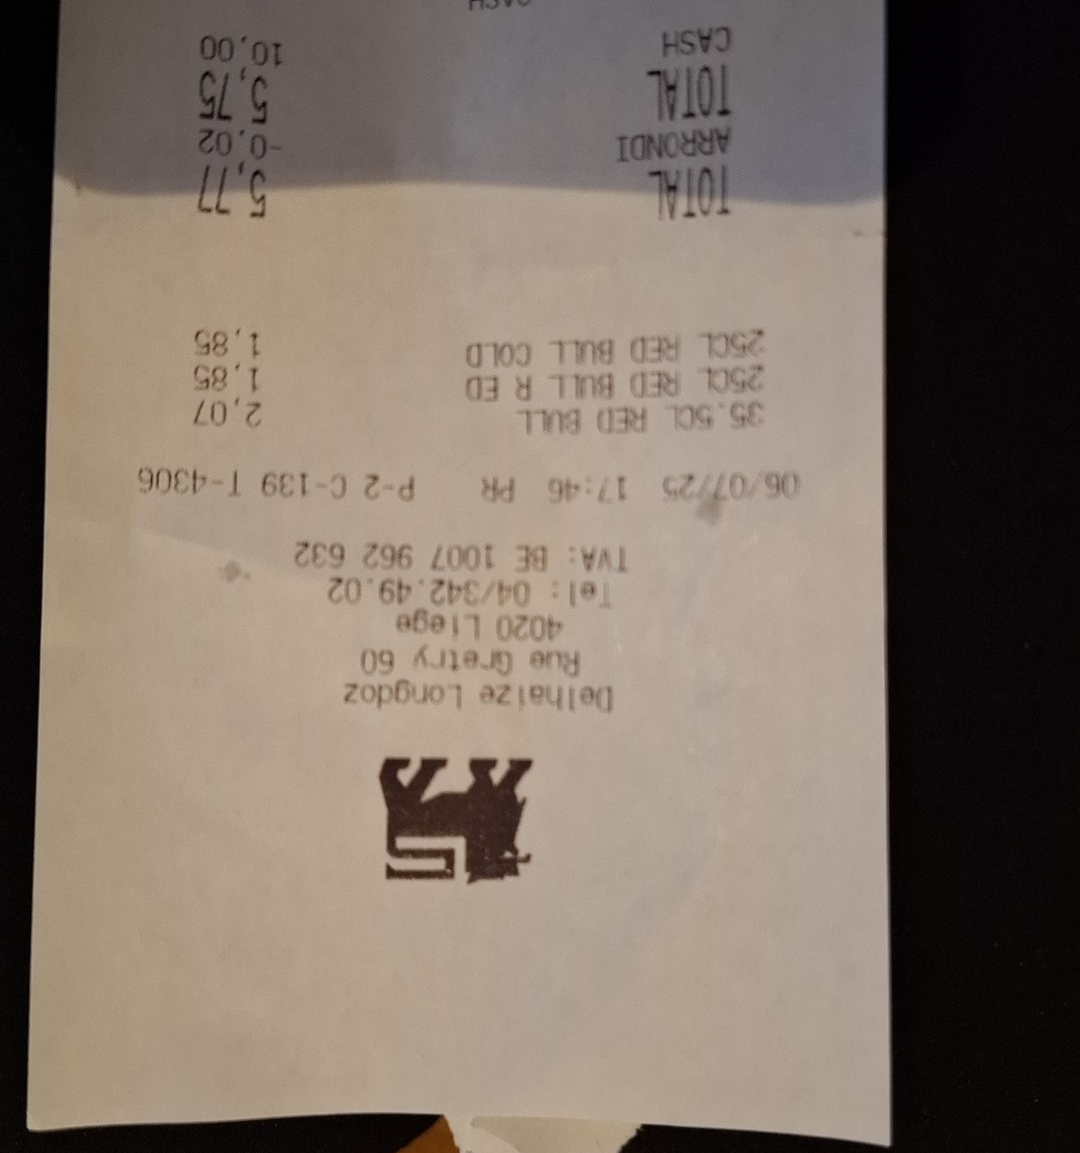 Delhaize Longdoz
Rue Gretry 60
4020 Liege
Tel: 04/342.49.02
TVA: BE 1007 962 632
06/07/25 17:46 PR P-2 C-139 T-4306
35.5CL RED BULL 2,07
25CL RED BULL R ED 1,85
25CL RED BULL COLD 1,85
TOTAL 5,77
ARRONDI -0,02
TOTAL 5,75
CASH 10,00
CASH